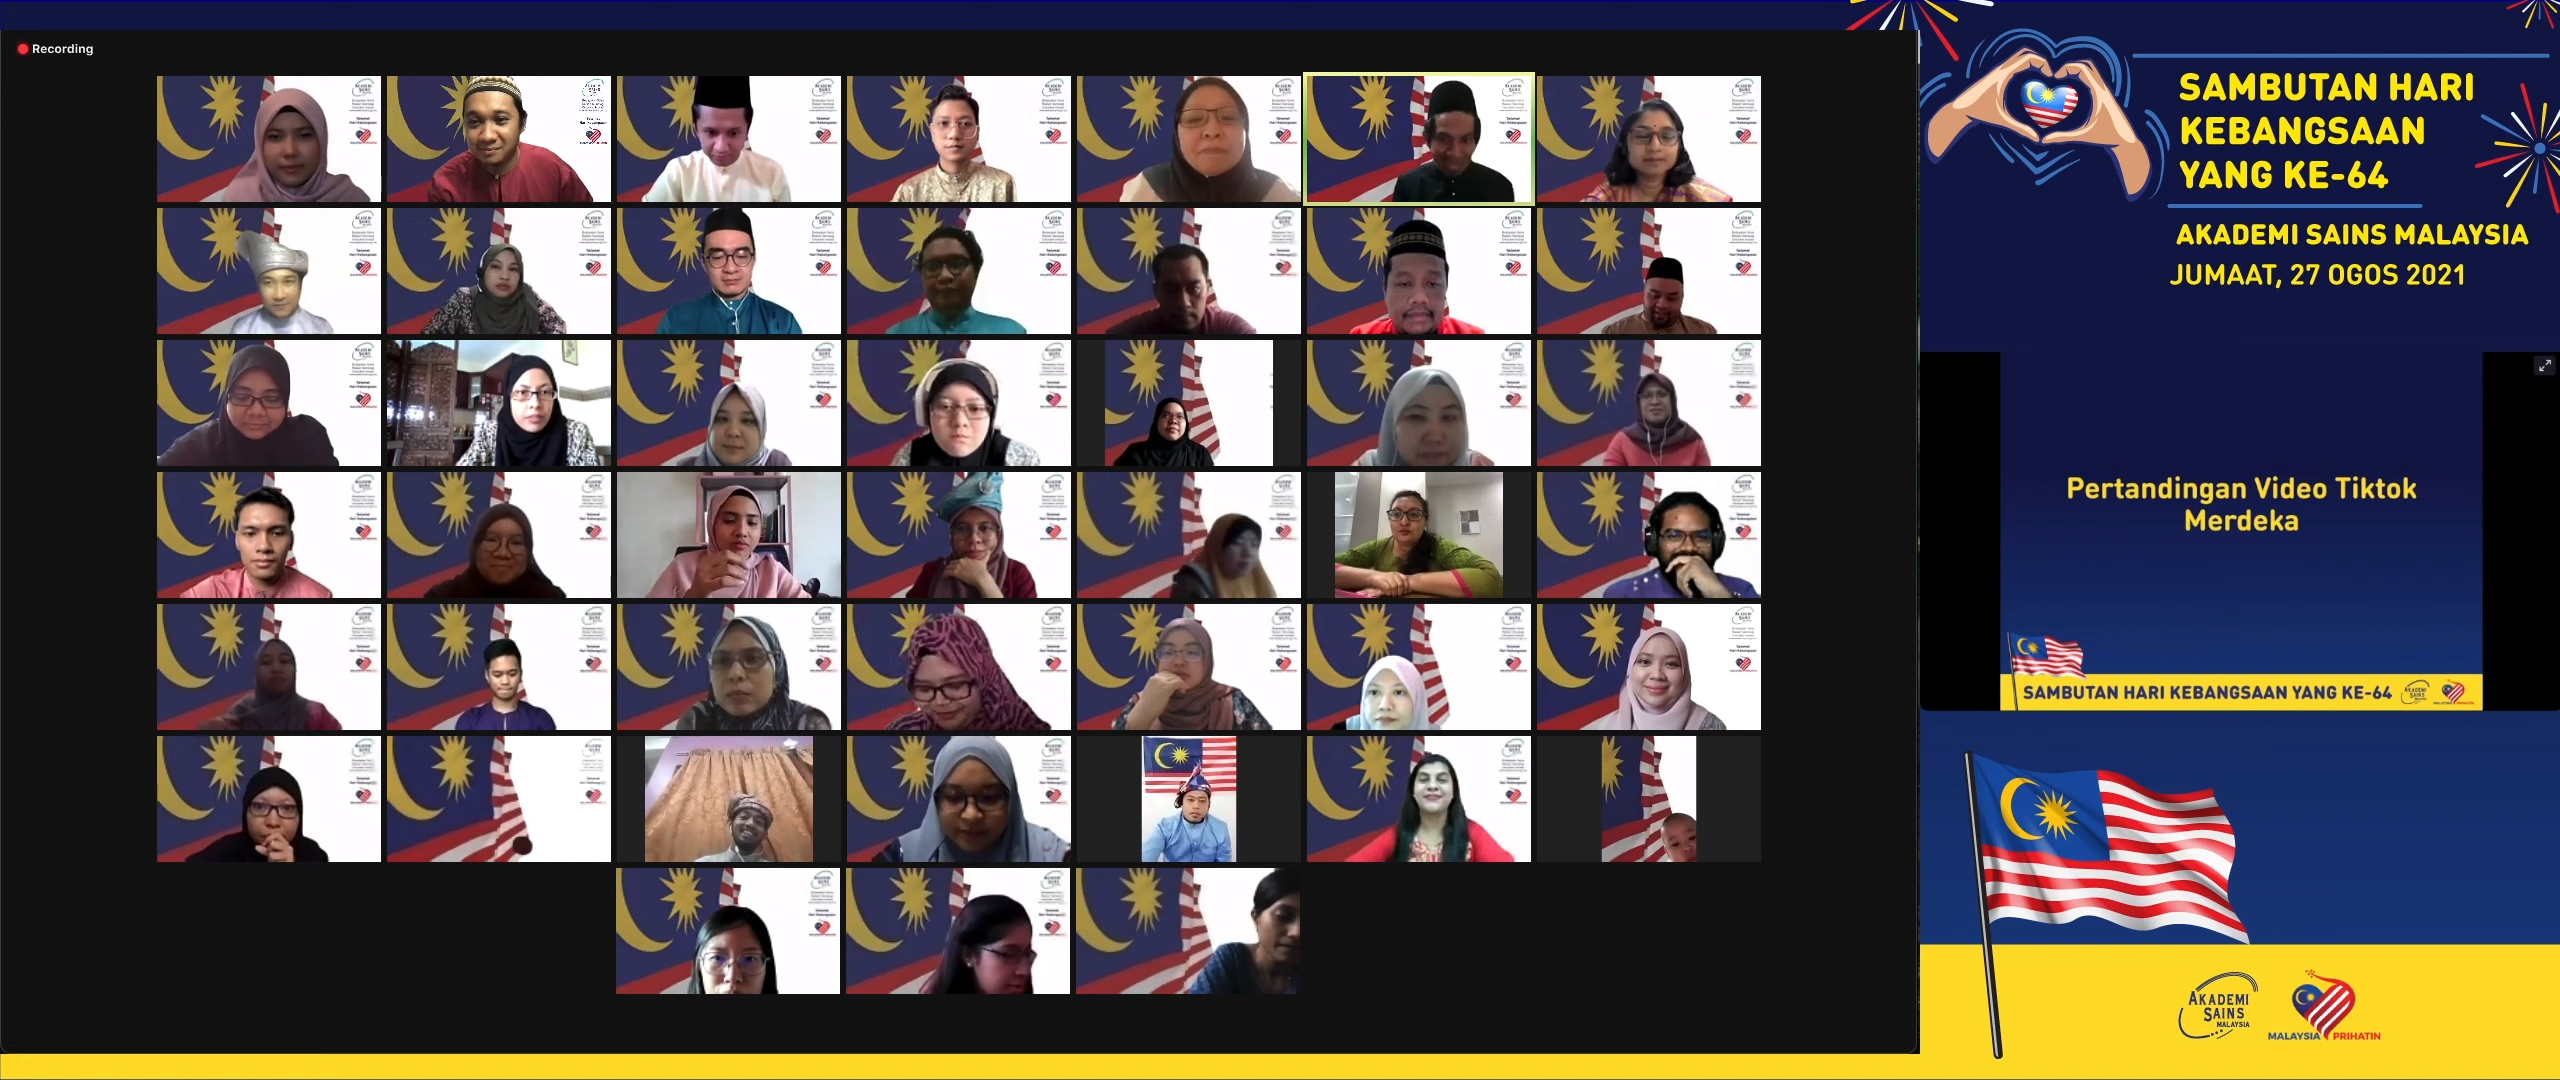 Recording
SAMBUTAN HARI
KEBANGSAAN
YANG KE-64
AKADEMI SAINS MALAYSIA
JUMAAT, 27 OGOS 2021
Pertandingan Video Tiktok
Merdeka
SAMBUTAN HARI KEBANGSAAN YANG KE-64
AKADEMI
SAINS
MALAYSIA
MALAYSIA PRIHATIN